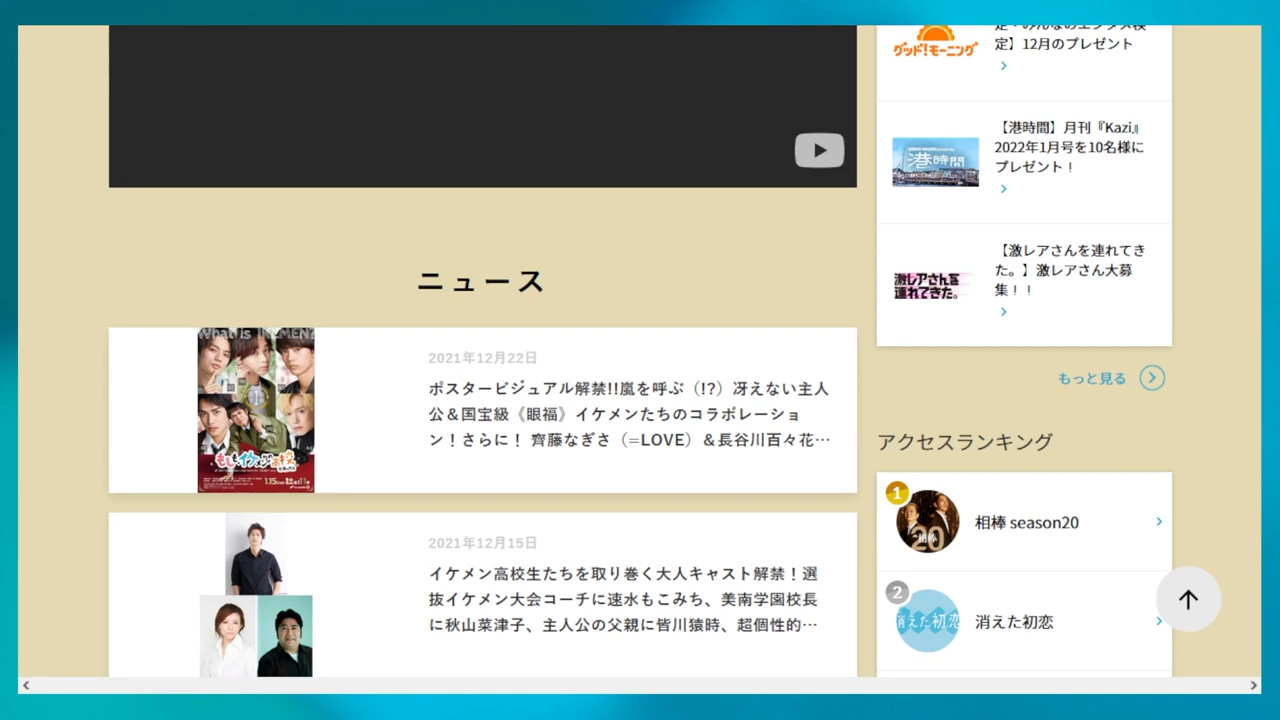 ニュース
2021年12月22日
ポスタービジュアル解禁!!嵐を呼ぶ（!?）冴えない主人
公＆国宝級《眼福》イケメンたちのコラボレーショ
ン！さらに！ 齊藤なぎさ（=LOVE）＆長谷川百々花…
2021年12月15日
イケメン高校生たちを取り巻く大人キャスト解禁！選
抜イケメン大会コーチに速水もこみち、美南学園校長
に秋山菜津子、主人公の父親に皆川猿時、超個性的…
グッド!モーニング
定】12月のプレゼント
港時間
【港時間】月刊『Kazi』
2022年1月号を10名様に
プレゼント！
激レアさんを
連れてきた。
【激レアさんを連れてき
た。】激レアさん大募
集！！
もっと見る
アクセスランキング
1
相棒
20
相棒 season20
2
消えた初恋
消えた初恋